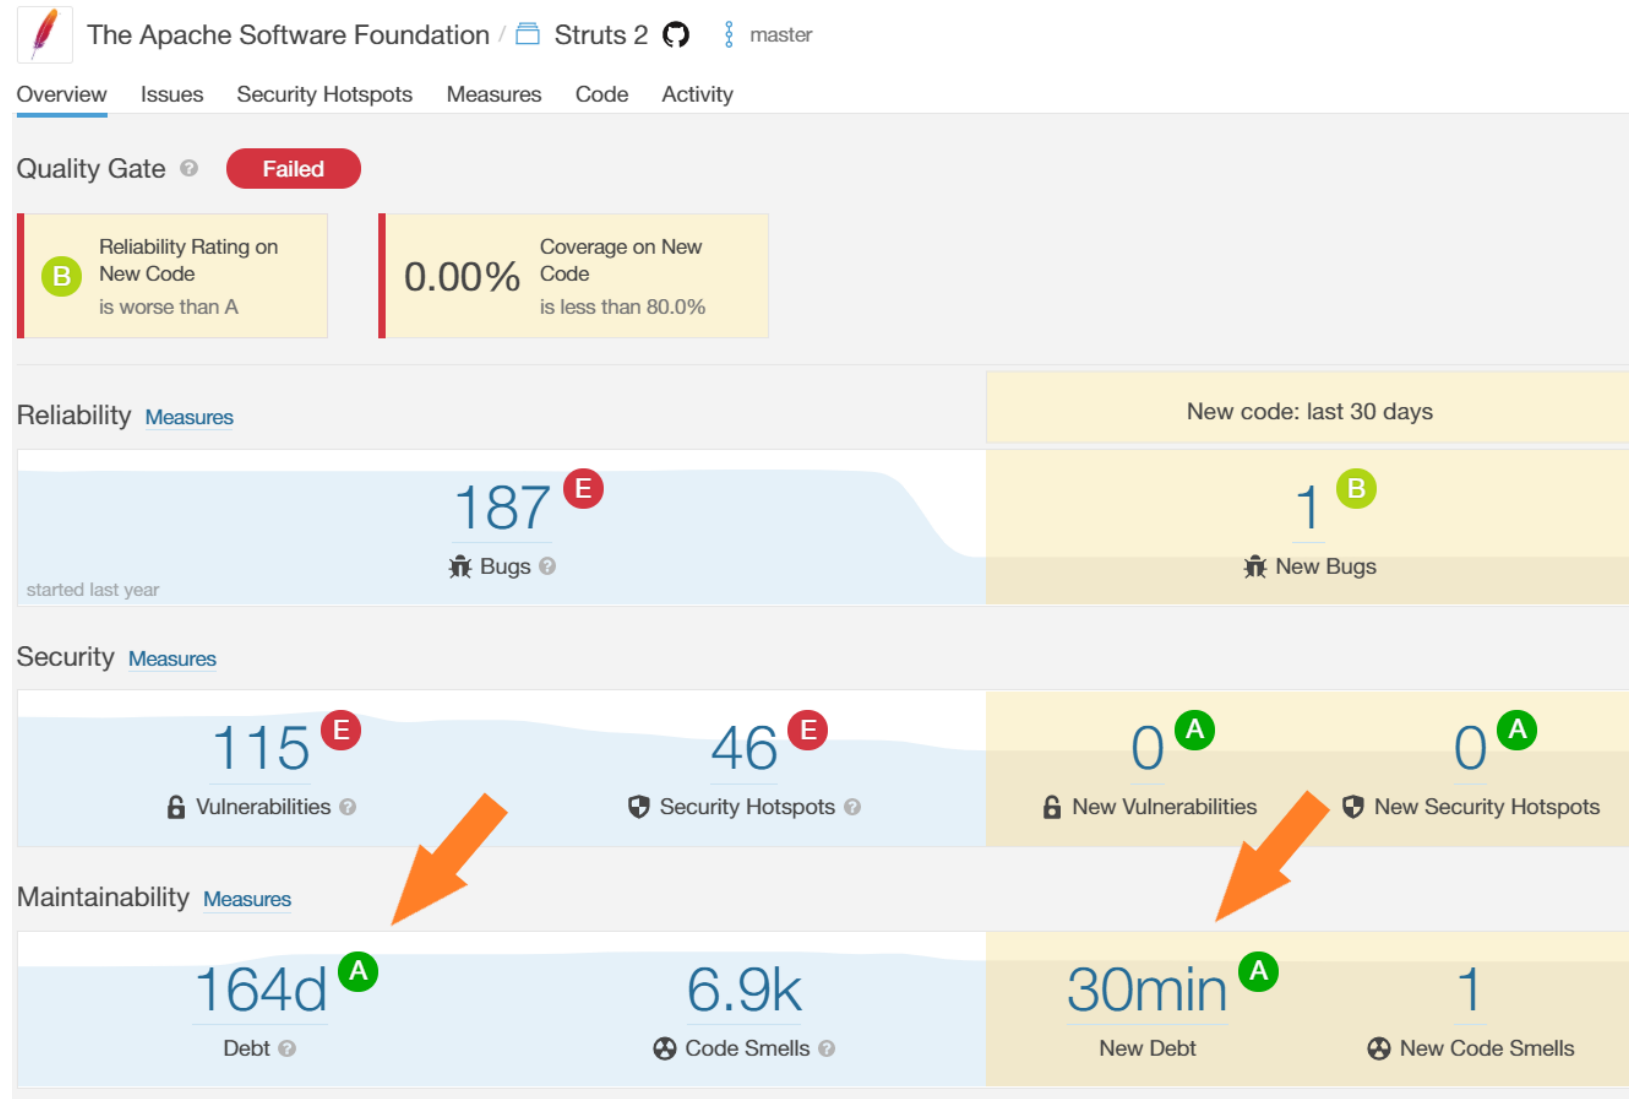 The Apache Software Foundation / Struts 2 master
Overview Issues Security Hotspots Measures Code Activity
Quality Gate ? Failed
B
Reliability Rating on
New Code
is worse than A
0.00%
Coverage on New
Code
is less than 80.0%
Reliability Measures
New code: last 30 days
187 E
Bugs ?
started last year
1 B
New Bugs
Security Measures
115 E
Vulnerabilities ?
46 E
Security Hotspots ?
0 A
New Vulnerabilities
0 A
New Security Hotspots
Maintainability Measures
164d A
Debt ?
6.9k
Code Smells ?
30min A
New Debt
1
New Code Smells